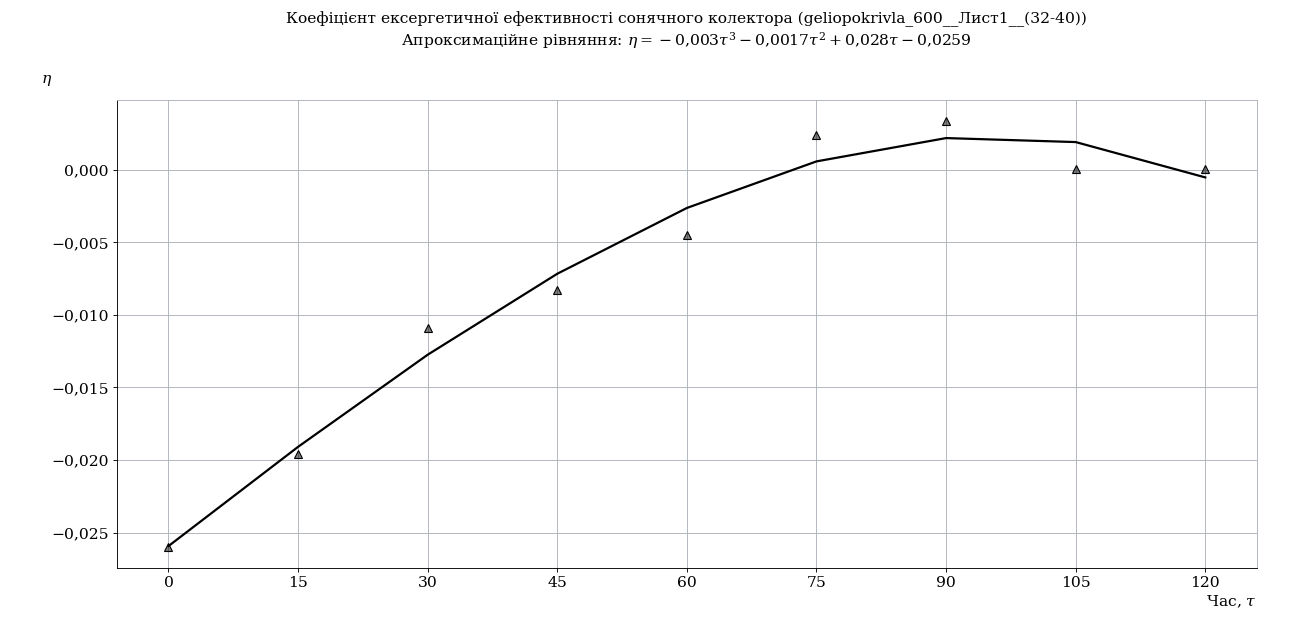 Коефіцієнт ексергетичної ефективності сонячного колектора (geliopokrivla_600__Лист1__(32-40))
Апроксимаційне рівняння: η = − 0,003τ³ − 0,0017τ² + 0,028τ − 0,0259
η
0,000
−0,005
−0,010
−0,015
−0,020
−0,025
0 15 30 45 60 75 90 105 120
Час, τ